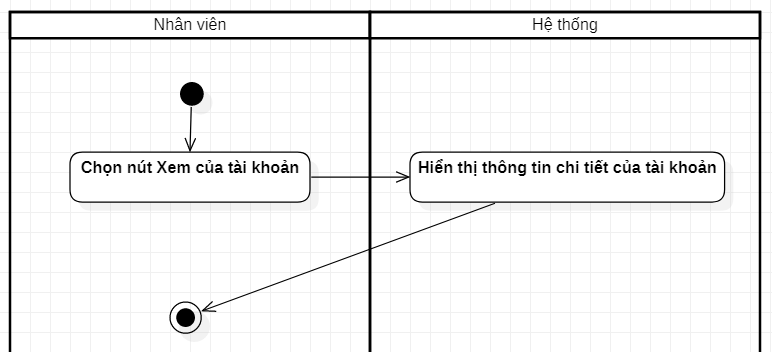 Nhân viên
Hệ thống
Chọn nút Xem của tài khoản
Hiển thị thông tin chi tiết của tài khoản